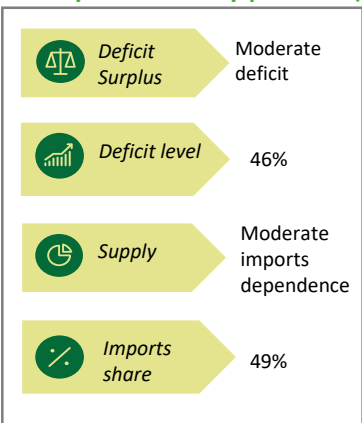 Deficit
Surplus
Moderate
deficit
Deficit level
46%
Supply
Moderate
imports
dependence
Imports
share
49%